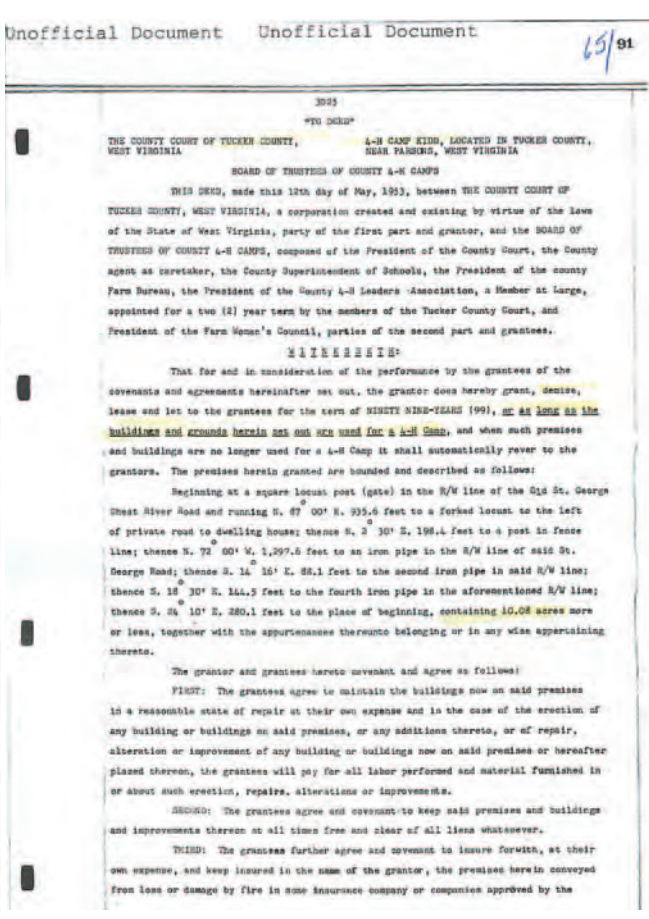 Unofficial Document Unofficial Document
65/91
3025
"TO DEED"
THE COUNTY COURT OF TUCKER COUNTY, 4-H CAMP KIDD, LOCATED IN TUCKER COUNTY,
WEST VIRGINIA NEAR PARSONS, WEST VIRGINIA
BOARD OF TRUSTEES OF COUNTY 4-H CAMPS
THIS DEED, made this 12th day of May, 1953, between THE COUNTY COURT OF
TUCKER COUNTY, WEST VIRGINIA, a corporation created and existing by virtue of the laws
of the State of West Virginia, party of the first part and grantor, and the BOARD OF
TRUSTEES OF COUNTY 4-H CAMPS, composed of the President of the County Court, the County
agent as caretaker, the County Superintendent of Schools, the President of the county
Farm Bureau, the President of the County 4-H Leaders Association, a Member at Large,
appointed for a two (2) year term by the members of the Tucker County Court, and
President of the Farm Women's Council, parties of the second part and grantees.
W I T N E S S E T H:
That for and in consideration of the performance by the grantees of the
covenants and agreements hereinafter set out, the grantor does hereby grant, demise,
lease and let to the grantees for the term of NINETY NINE-YEARS (99), or as long as the
buildings and grounds herein set out are used for a 4-H Camp, and when such premises
and buildings are no longer used for a 4-H Camp it shall automatically rever to the
grantors. The premises herein granted are bounded and described as follows:
Beginning at a square locust post (gate) in the R/W line of the Old St. George
Cheat River Road and running N. 87° 00' E. 935.6 feet to a forked locust to the left
of private road to dwelling house; thence N. 2° 30' E. 198.4 feet to a post in fence
line; thence N. 72° 00' W. 1,297.6 feet to an iron pipe in the R/W line of said St.
George Road; thence S. 14° 16' E. 88.1 feet to the second iron pipe in said R/W line;
thence S. 18° 30' E. 144.5 feet to the fourth iron pipe in the aforementioned R/W line;
thence S. 24° 10' E. 280.1 feet to the place of beginning, containing 10.08 acres more
or less, together with the appurtenances thereunto belonging or in any wise appertaining
thereto.
The grantor and grantees hereto covenant and agree as follows:
FIRST: The grantees agree to maintain the buildings now on said premises
in a reasonable state of repair at their own expense and in the case of the erection of
any building or buildings on said premises, or any additions thereto, or of repair,
alteration or improvement of any building or buildings now on said premises or hereafter
plazed thereon, the grantees will pay for all labor performed and material furnished in
or about such erection, repairs, alterations or improvements.
SECOND: The grantees agree and covenant to keep said premises and buildings
and improvements thereon at all times free and clear of all liens whatsoever.
THIRD: The grantees further agree and covenant to insure forwith, at their
own expense, and keep insured in the name of the grantor, the premises herein conveyed
from loss or damage by fire in some insurance company or companies approved by the